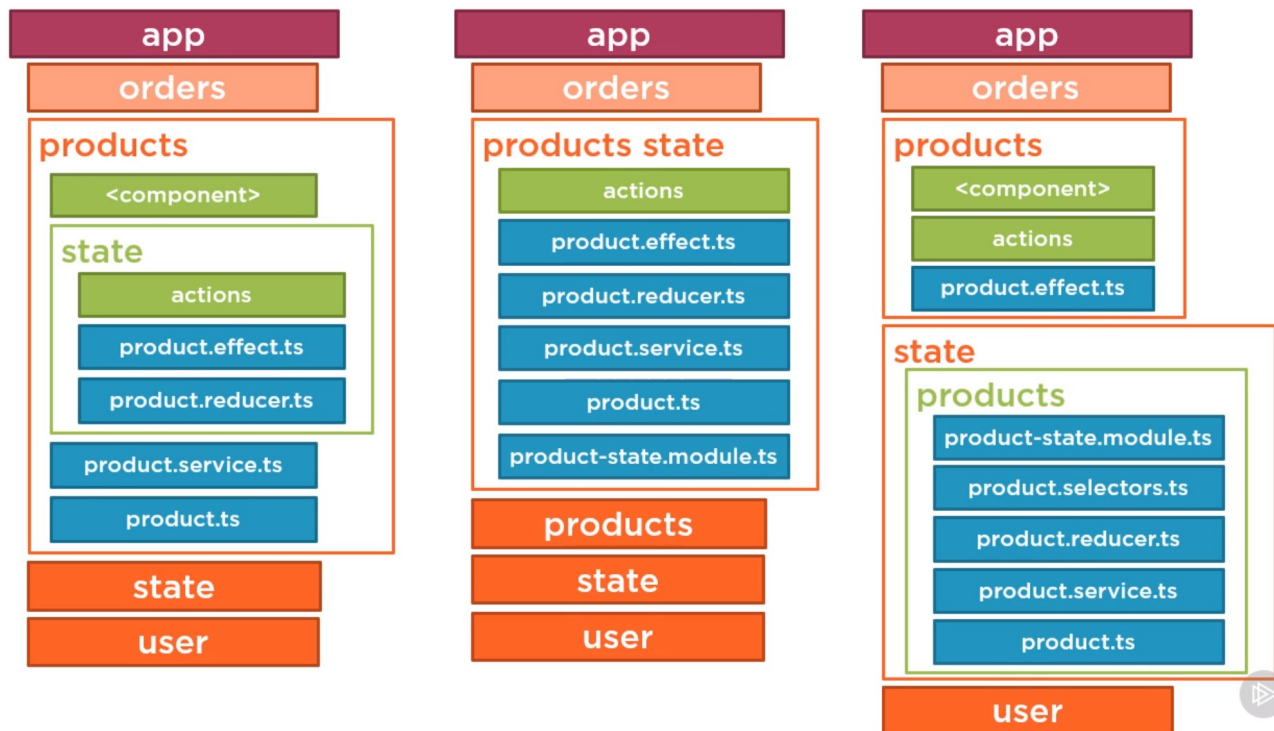 app
orders
products
<component>
state
actions
product.effect.ts
product.reducer.ts
product.service.ts
product.ts
state
user
app
orders
products state
actions
product.effect.ts
product.reducer.ts
product.service.ts
product.ts
product-state.module.ts
products
state
user
app
orders
products
<component>
actions
product.effect.ts
state
products
product-state.module.ts
product.selectors.ts
product.reducer.ts
product.service.ts
product.ts
user